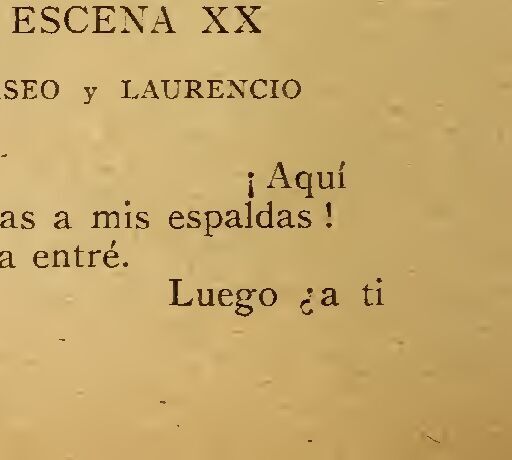 ESCENA XX
SEO y LAURENCIO
¡Aquí
as a mis espaldas!
a entré.
Luego ¿a ti